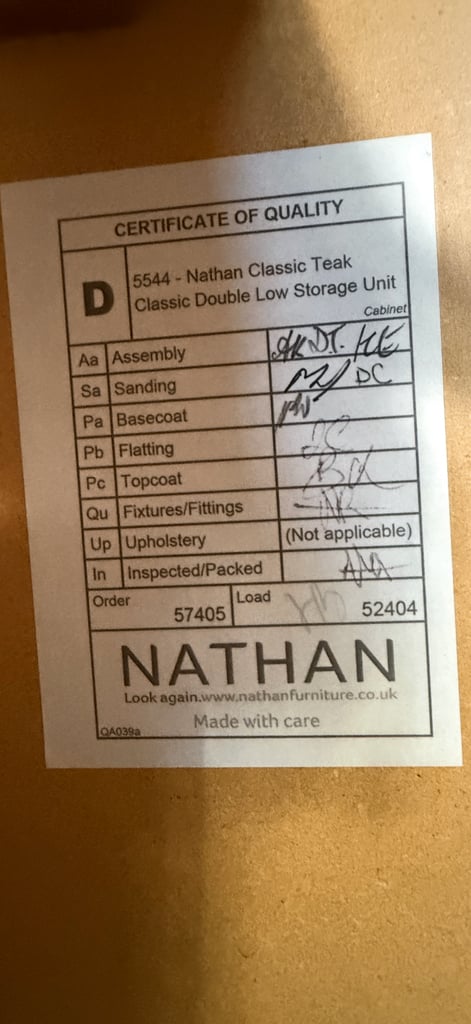 CERTIFICATE OF QUALITY
D
5544 - Nathan Classic Teak
Classic Double Low Storage Unit
Cabinet
Aa Assembly
Sa Sanding DC
Pa Basecoat
Pb Flatting
Pc Topcoat
Qu Fixtures/Fittings
Up Upholstery (Not applicable)
In Inspected/Packed
Order 57405 Load 52404
NATHAN
Look again.www.nathanfurniture.co.uk
Made with care
QA039a